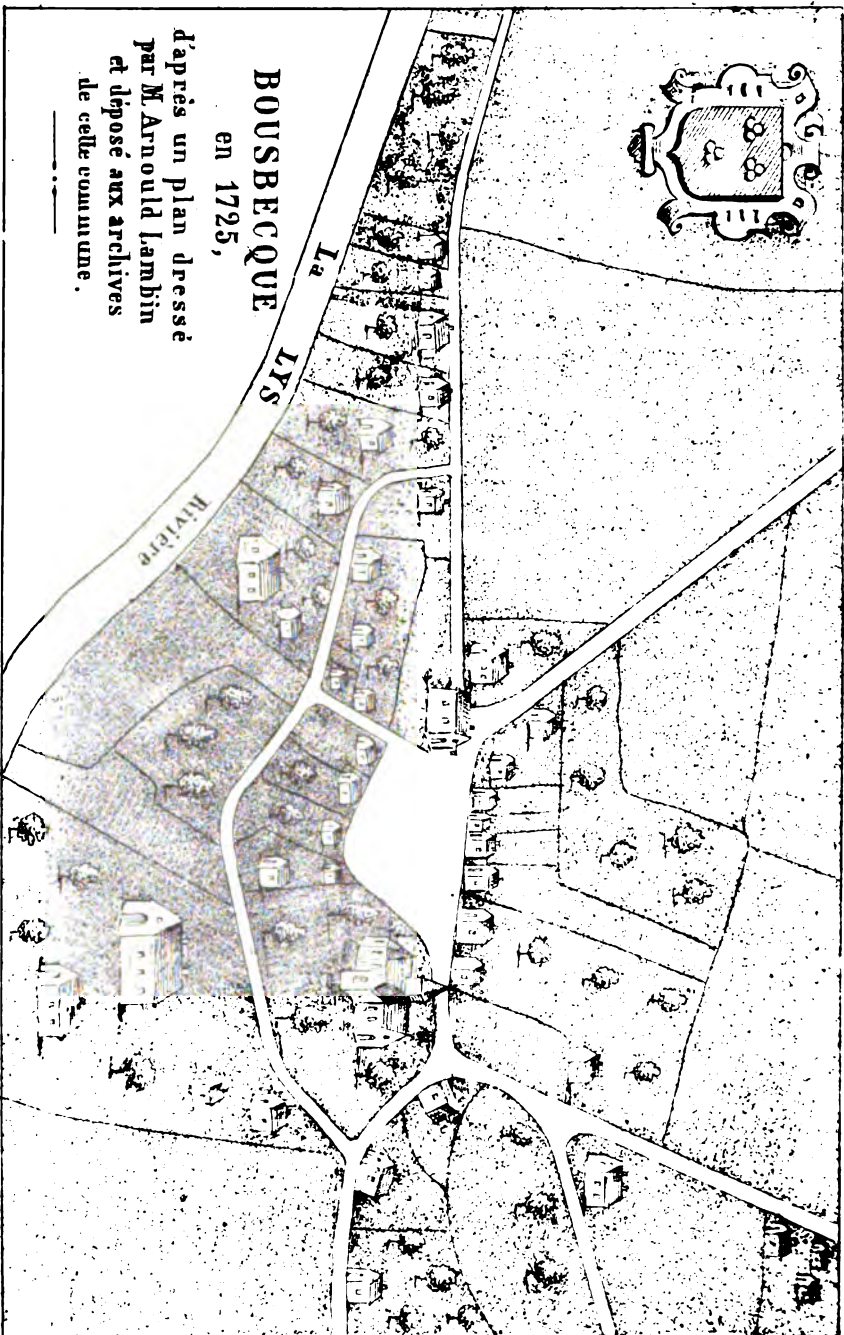 BOUSBECQUE
en 1725,
d'après un plan dressé
par M. Arnould Lambin
et déposé aux archives
de cette commune.
La LYS
Rivière